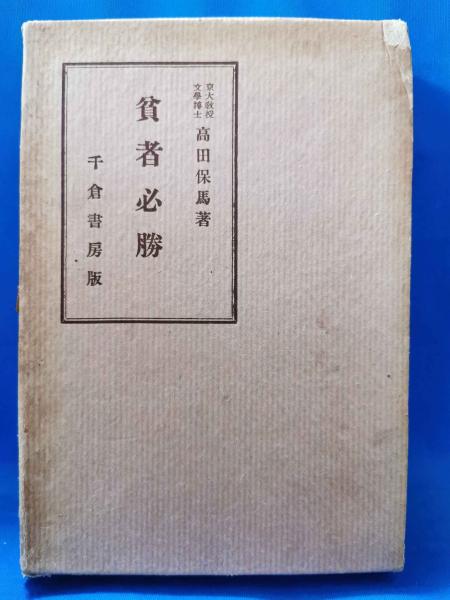 京大教授
文學博士
高田保馬著
貧者必勝
千倉書房版